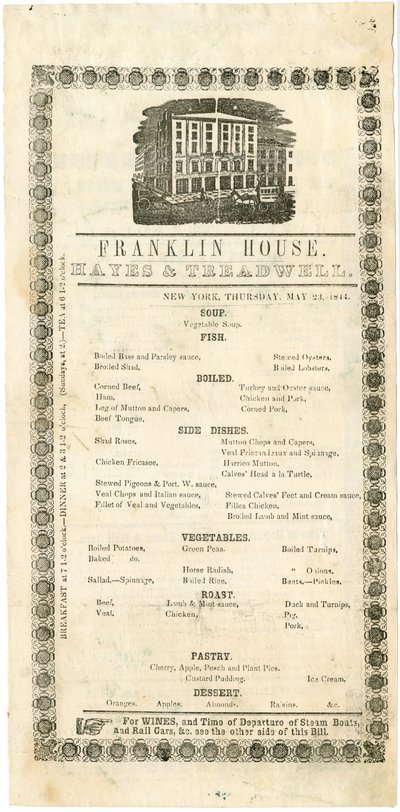 FRANKLIN HOUSE.
HAYES & TREADWELL.
NEW YORK, THURSDAY, MAY 23, 1844.
SOUP.
Vegetable Soup.
FISH.
Boiled Bass and Parsley sauce, Stewed Oysters,
Broiled Shad, Boiled Lobsters,
BOILED.
Corned Beef, Turkey and Oyster sauce,
Ham, Chicken and Pork,
Leg of Mutton and Capers, Corned Pork,
Beef Tongue,
SIDE DISHES.
Shad Roses, Mutton Chops and Capers,
Veal Fricandeaux and Spinnage,
Chicken Fricasee, Harrico Mutton,
Calves' Head a la Turtle,
Stewed Pigeons & Port. W. sauce,
Veal Chops and Italian sauce, Stewed Calves' Feet and Cream sauce,
Fillet of Veal and Vegetables, Filles Chicken,
Broiled Lamb and Mint sauce,
VEGETABLES.
Boiled Potatoes, Green Peas. Boiled Turnips,
Baked do.
Horse Radish, " Onions,
Sallad.—Spinnage, Boiled Rice, Beets.—Pickles,
ROAST.
Beef, Lamb & Mint sauce, Duck and Turnips,
Veal, Chicken, Pig,
Pork,
PASTRY.
Cherry, Apple, Peach and Plant Pies.
Custard Pudding. Ice Cream,
DESSERT.
Oranges. Apples. Almonds. Raisins. &c.
For WINES, and Time of Departure of Steam Boats,
and Rail Cars, &c. see the other side of this Bill.
BREAKFAST at 7 1-2 o'clock.—DINNER at 2 & 3 1-2 o'clock, (Sundays, at 2.)—TEA at 6 1-2 o'clock.